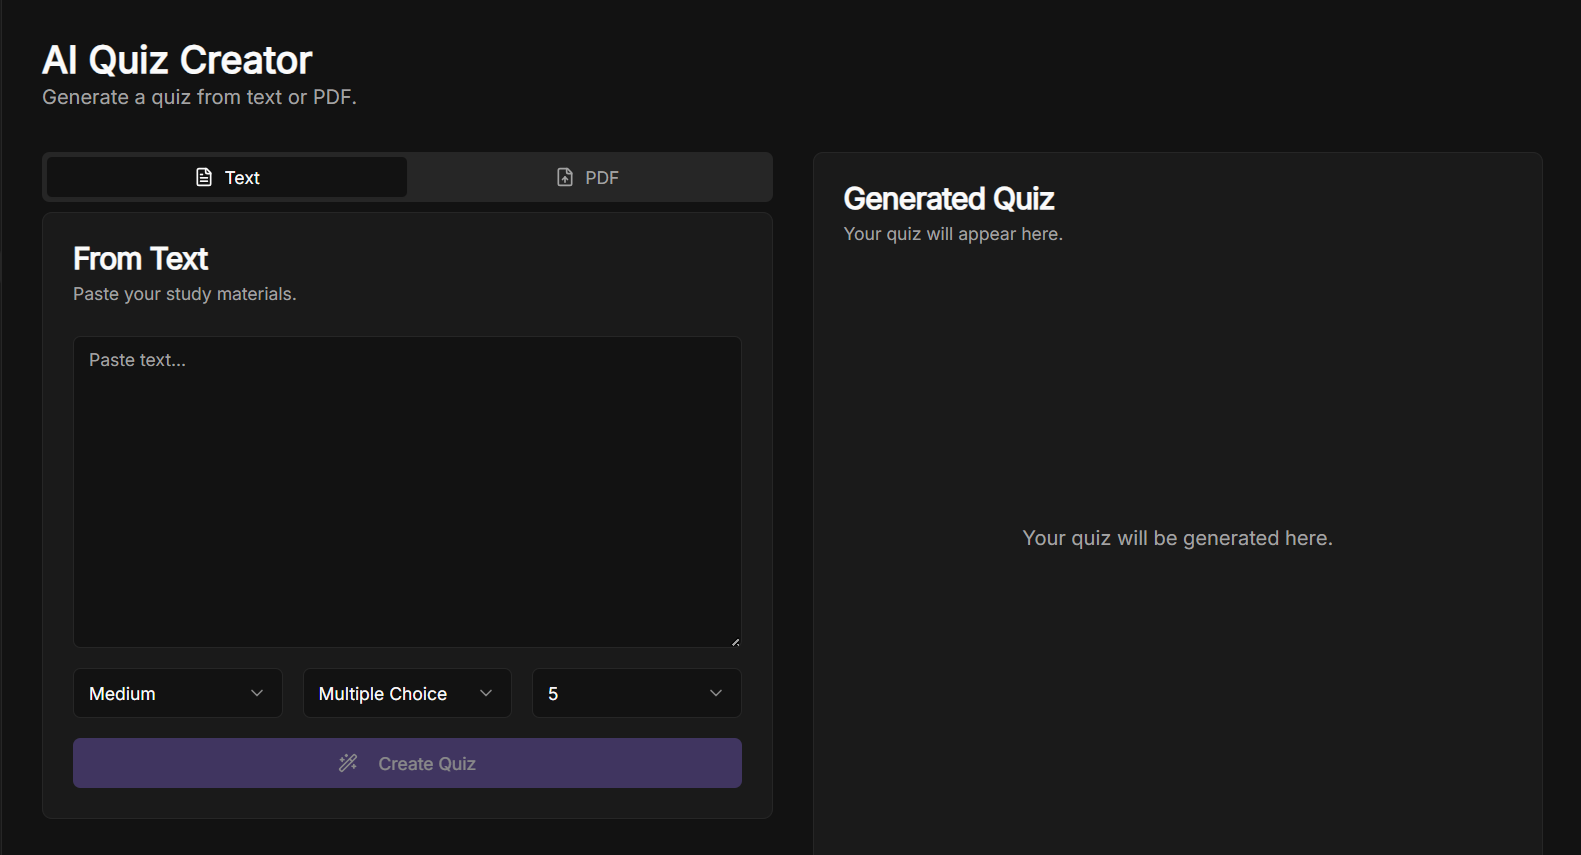 AI Quiz Creator
Generate a quiz from text or PDF.
Text
PDF
From Text
Paste your study materials.
Paste text...
Medium
Multiple Choice
5
Create Quiz
Generated Quiz
Your quiz will appear here.
Your quiz will be generated here.